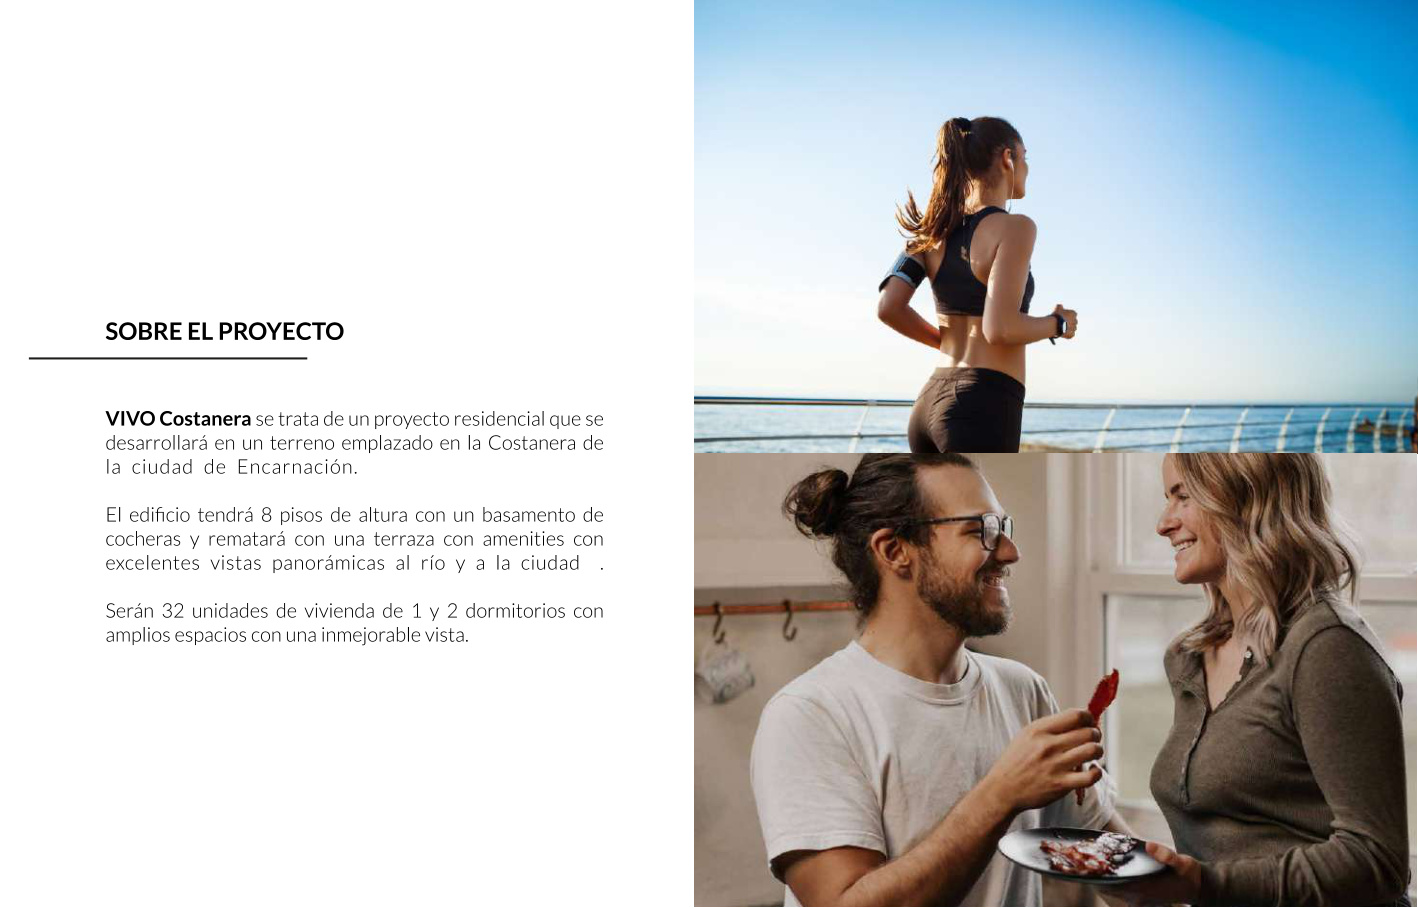 SOBRE EL PROYECTO
VIVO Costanera se trata de un proyecto residencial que se
desarrollará en un terreno emplazado en la Costanera de
la ciudad de Encarnación.
El edificio tendrá 8 pisos de altura con un basamento de
cocheras y rematará con una terraza con amenities con
excelentes vistas panorámicas al río y a la ciudad .
Serán 32 unidades de vivienda de 1 y 2 dormitorios con
amplios espacios con una inmejorable vista.